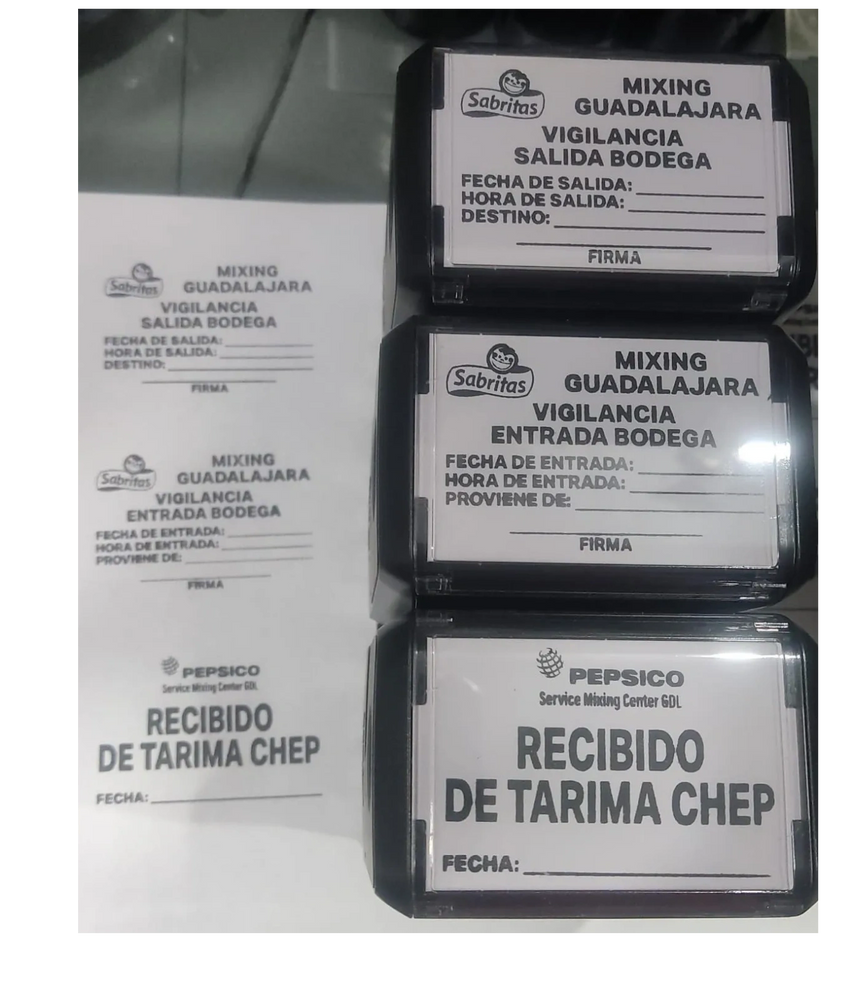 Sabritas
MIXING
GUADALAJARA
VIGILANCIA
SALIDA BODEGA
FECHA DE SALIDA:
HORA DE SALIDA:
DESTINO:
FIRMA
Sabritas
MIXING
GUADALAJARA
VIGILANCIA
ENTRADA BODEGA
FECHA DE ENTRADA:
HORA DE ENTRADA:
PROVIENE DE:
FIRMA
PEPSICO
Service Mixing Center GDL
RECIBIDO
DE TARIMA CHEP
FECHA:
Sabritas
MIXING
GUADALAJARA
VIGILANCIA
SALIDA BODEGA
FECHA DE SALIDA:
HORA DE SALIDA:
DESTINO:
FIRMA
Sabritas
MIXING
GUADALAJARA
VIGILANCIA
ENTRADA BODEGA
FECHA DE ENTRADA:
HORA DE ENTRADA:
PROVIENE DE:
FIRMA
PEPSICO
Service Mixing Center GDL
RECIBIDO
DE TARIMA CHEP
FECHA: